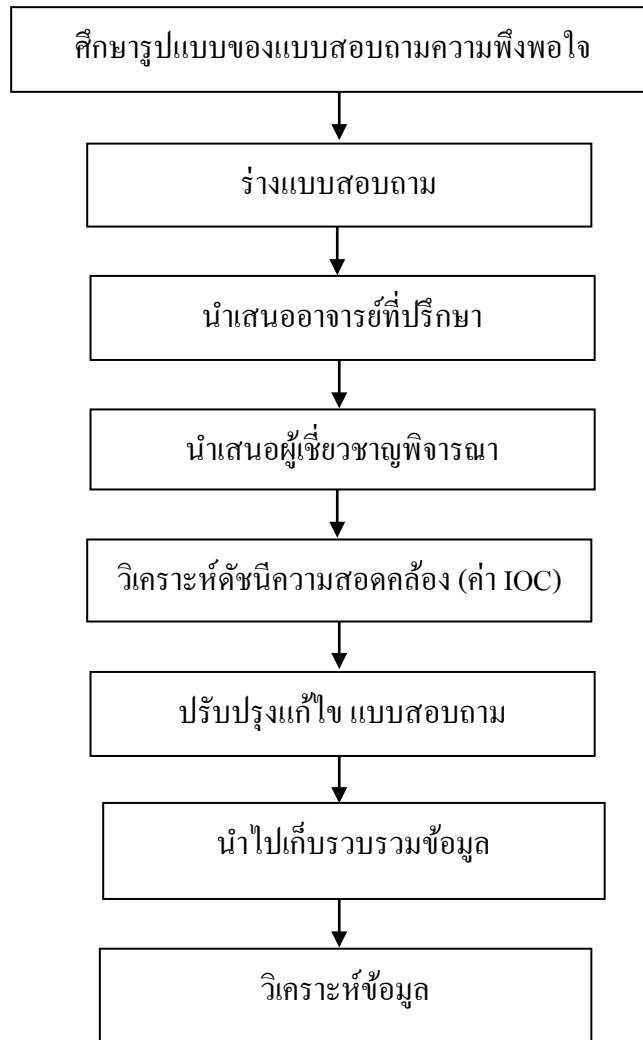 ศึกษารูปแบบของแบบสอบถามความพึงพอใจ
ร่างแบบสอบถาม
นำเสนออาจารย์ที่ปรึกษา
นำเสนอผู้เชี่ยวชาญพิจารณา
วิเคราะห์ดัชนีความสอดคล้อง (ค่า IOC)
ปรับปรุงแก้ไข แบบสอบถาม
นำไปเก็บรวบรวมข้อมูล
วิเคราะห์ข้อมูล